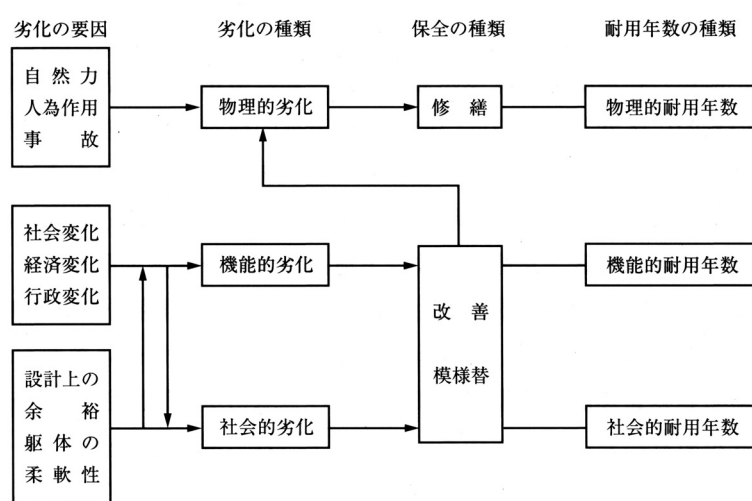 劣化の要因
劣化の種類
保全の種類
耐用年数の種類
自然力
人為作用
事故
物理的劣化
修繕
物理的耐用年数
社会変化
経済変化
行政変化
機能的劣化
改善
模様替
機能的耐用年数
設計上の
余裕
躯体の
柔軟性
社会的劣化
社会的耐用年数